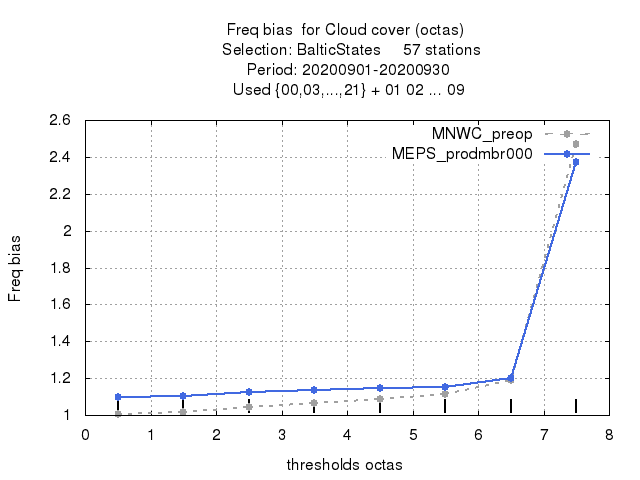 Freq bias for Cloud cover (octas)
Selection: BalticStates 57 stations
Period: 20200901-20200930
Used {00,03,...,21} + 01 02 ... 09
MNWC_preop
MEPS_prodmbr000
Freq bias
2.6
2.4
2.2
2
1.8
1.6
1.4
1.2
1
0 1 2 3 4 5 6 7 8
thresholds octas